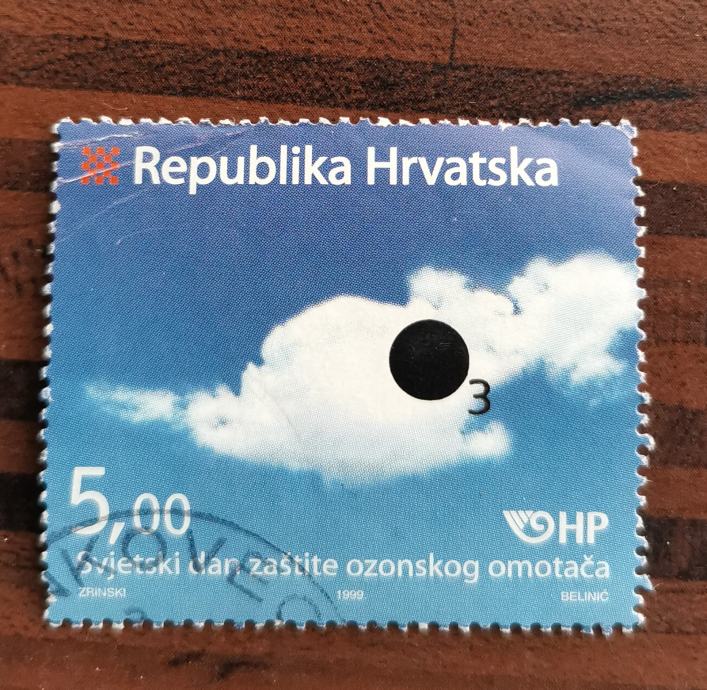 Republika Hrvatska
3
5,00
HP
Svjetski dan zaštite ozonskog omotača
ZRINSKI 1999 BELINIĆ